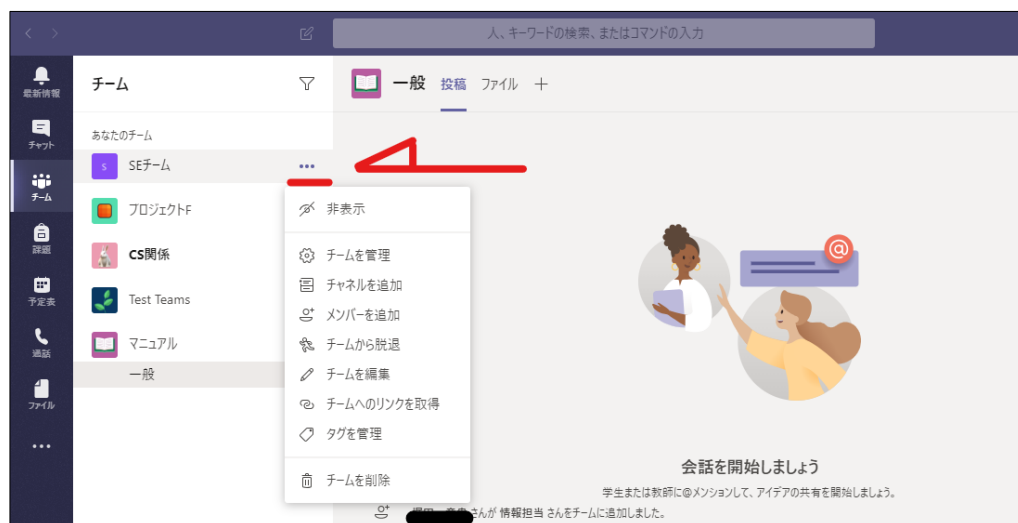 人、キーワードの検索、またはコマンドの入力
最新情報
チャット
チーム
課題
予定表
通話
ファイル
チーム
あなたのチーム
S SEチーム
プロジェクトF
CS関係
Test Teams
マニュアル
一般
非表示
チームを管理
チャネルを追加
メンバーを追加
チームから脱退
チームを編集
チームへのリンクを取得
タグを管理
チームを削除
一般 投稿 ファイル
@
会話を開始しましょう
学生または教師に@メンションして、アイデアの共有を開始しましょう。
さんが 情報担当 さんをチームに追加しました。